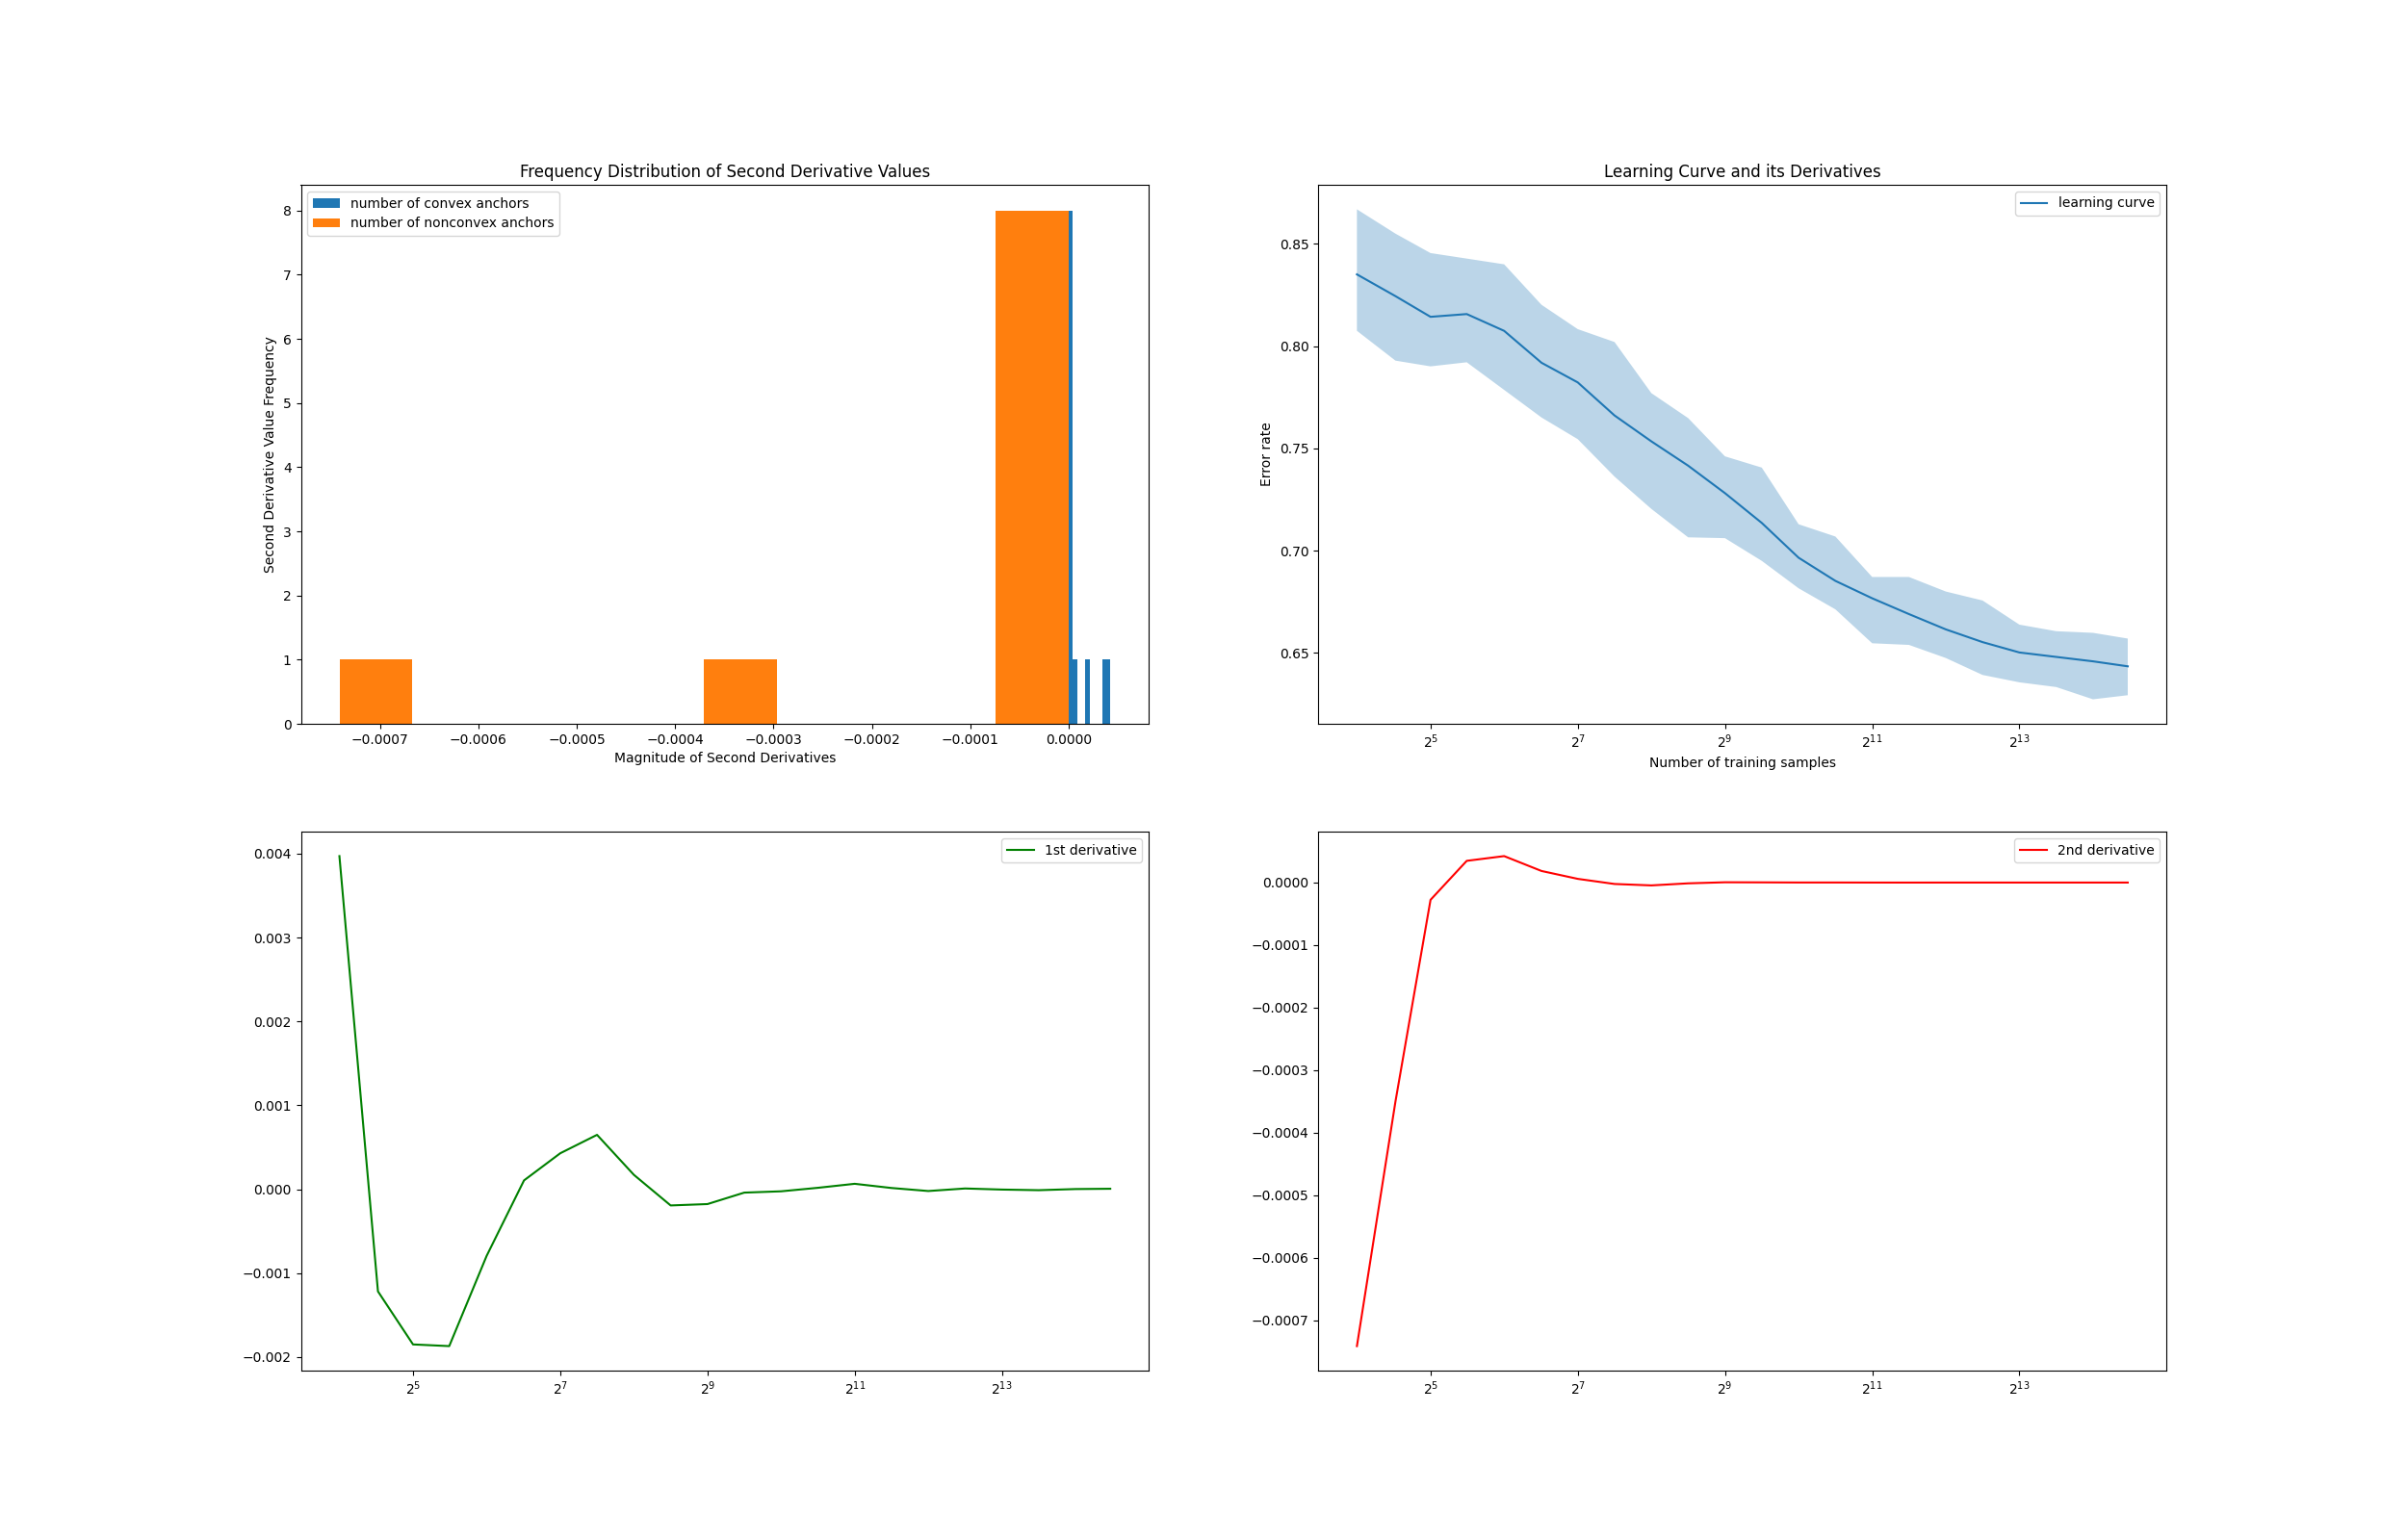 Frequency Distribution of Second Derivative Values
number of convex anchors
number of nonconvex anchors
8
7
6
5
4
3
2
1
0
Second Derivative Value Frequency
−0.0007 −0.0006 −0.0005 −0.0004 −0.0003 −0.0002 −0.0001 0.0000
Magnitude of Second Derivatives
Learning Curve and its Derivatives
learning curve
0.85
0.80
0.75
0.70
0.65
Error rate
2^5 2^7 2^9 2^11 2^13
Number of training samples
1st derivative
0.004
0.003
0.002
0.001
0.000
−0.001
−0.002
2^5 2^7 2^9 2^11 2^13
2nd derivative
0.0000
−0.0001
−0.0002
−0.0003
−0.0004
−0.0005
−0.0006
−0.0007
2^5 2^7 2^9 2^11 2^13